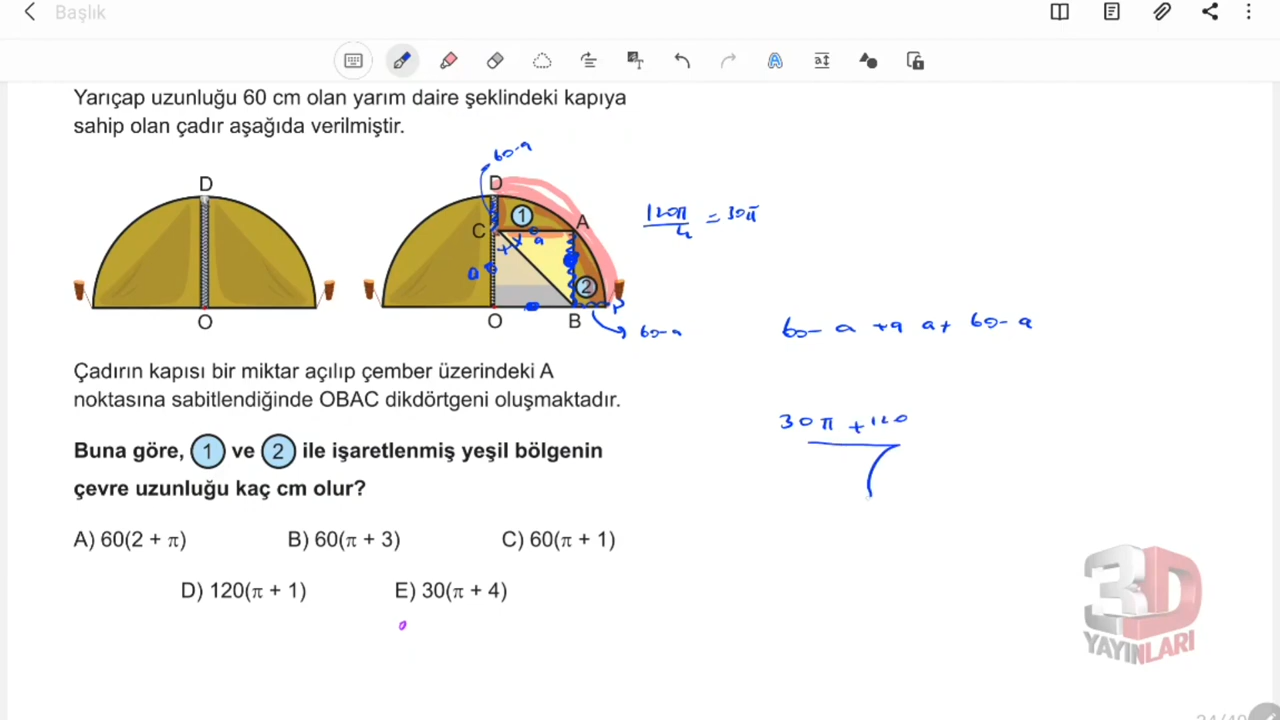 Başlık
Yarıçap uzunluğu 60 cm olan yarım daire şeklindeki kapıya
sahip olan çadır aşağıda verilmiştir.
60-a
D
D
1
A
C
a
a
2
O
O
B
60-a
120π/4 = 30π
60- a +a a+ 60-a
Çadırın kapısı bir miktar açılıp çember üzerindeki A
noktasına sabitlendiğinde OBAC dikdörtgeni oluşmaktadır.
30π +120
Buna göre, 1 ve 2 ile işaretlenmiş yeşil bölgenin
çevre uzunluğu kaç cm olur?
A) 60(2 + π) B) 60(π + 3) C) 60(π + 1)
D) 120(π + 1) E) 30(π + 4)
3D
YAYINLARI